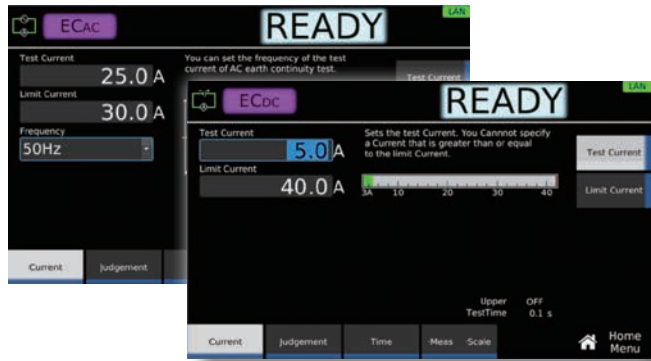 ECAC
READY
LAN
Test Current
25.0 A
Limit Current
30.0 A
Frequency
50Hz
You can set the frequency of the test
current of AC earth continuity test.
Test Current
Current
Judgement
ECDC
READY
LAN
Test Current
5.0 A
Limit Current
40.0 A
Sets the test Current. You Cannnot specify
a Current that is greater than or equal
to the limit Current.
3A 10 20 30 40
Test Current
Limit Current
Upper OFF
TestTime 0.1 s
Current
Judgement
Time
-Meas -Scale
Home
Menu